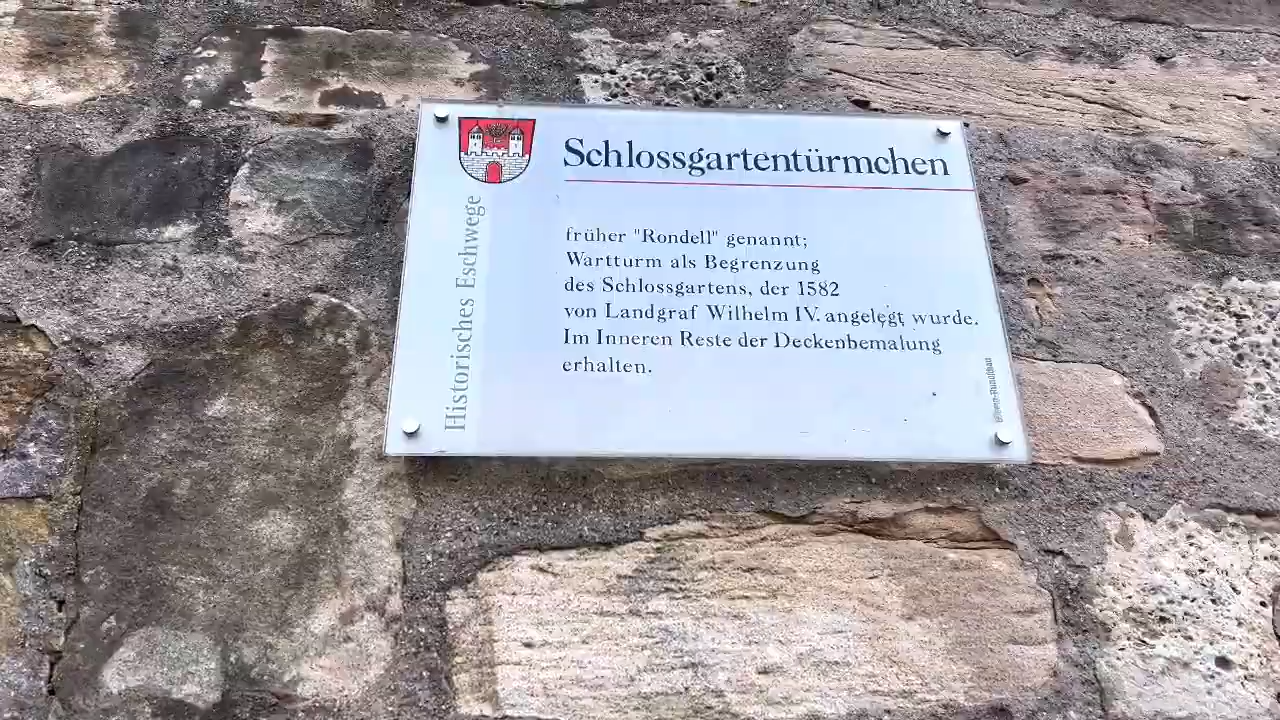 Schlossgartentürmchen
Historisches Eschwege
früher "Rondell" genannt;
Wartturm als Begrenzung
des Schlossgartens, der 1582
von Landgraf Wilhelm IV. angelegt wurde.
Im Inneren Reste der Deckenbemalung
erhalten.